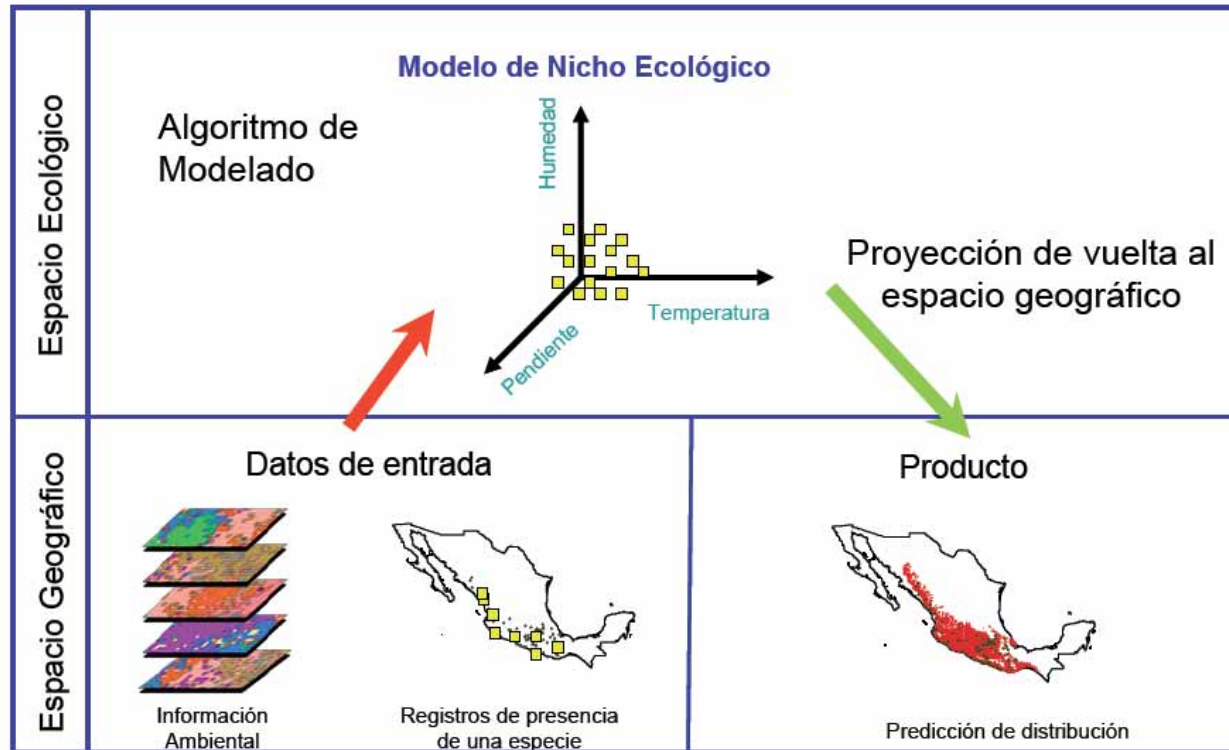 Espacio Ecológico
Modelo de Nicho Ecológico
Algoritmo de
Modelado
Humedad
Temperatura
Pendiente
Proyección de vuelta al
espacio geográfico
Espacio Geográfico
Datos de entrada
Información
Ambiental
Registros de presencia
de una especie
Producto
Predicción de distribución